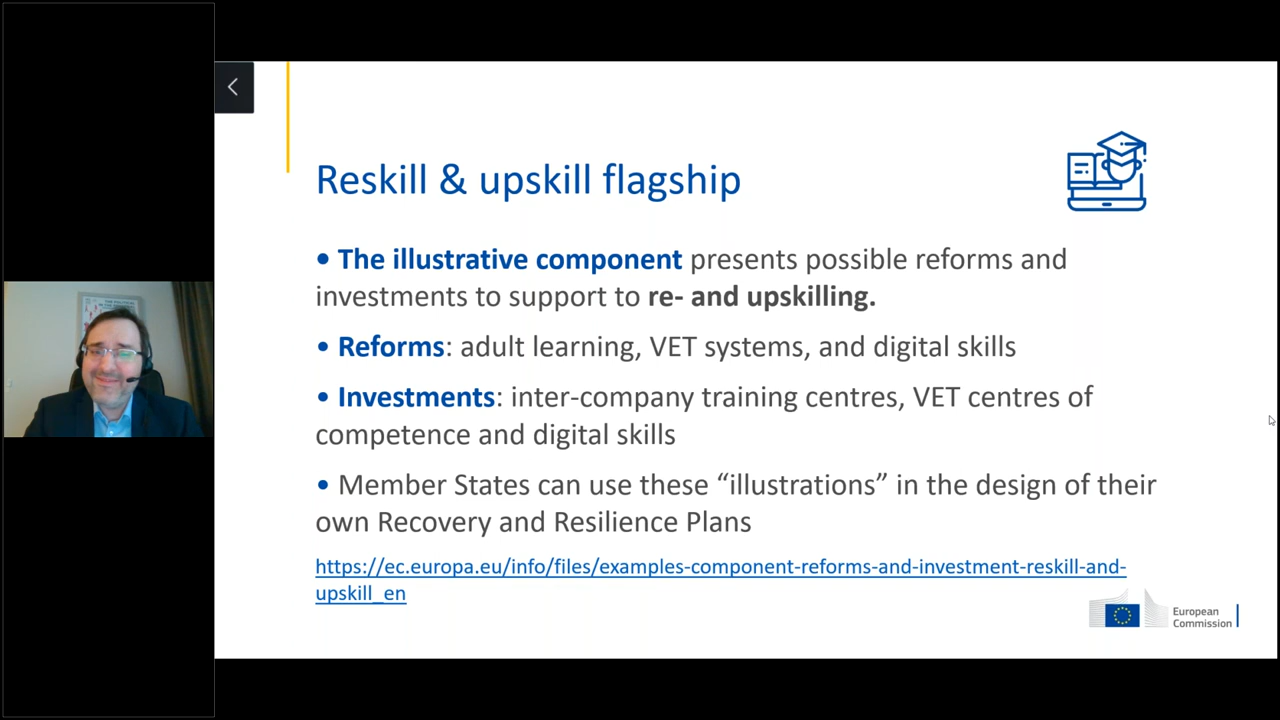 Reskill & upskill flagship
• The illustrative component presents possible reforms and
investments to support to re- and upskilling.
• Reforms: adult learning, VET systems, and digital skills
• Investments: inter-company training centres, VET centres of
competence and digital skills
• Member States can use these “illustrations” in the design of their
own Recovery and Resilience Plans
https://ec.europa.eu/info/files/examples-component-reforms-and-investment-reskill-and-
upskill_en
European
Commission